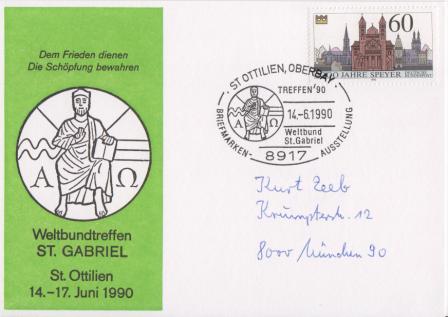 Dem Frieden dienen
Die Schöpfung bewahren
A Ω
Weltbundtreffen
ST. GABRIEL
St. Ottilien
14.–17. Juni 1990
60
0 JAHRE SPEYER
ST. OTTILIEN, OBERBAY.
TREFFEN'90
A Ω
14.-6.1990
Weltbund
St. Gabriel
BRIEFMARKEN-AUSSTELLUNG
8917
Kurt Zeeb
Krümpterstr. 12
8000 München 90